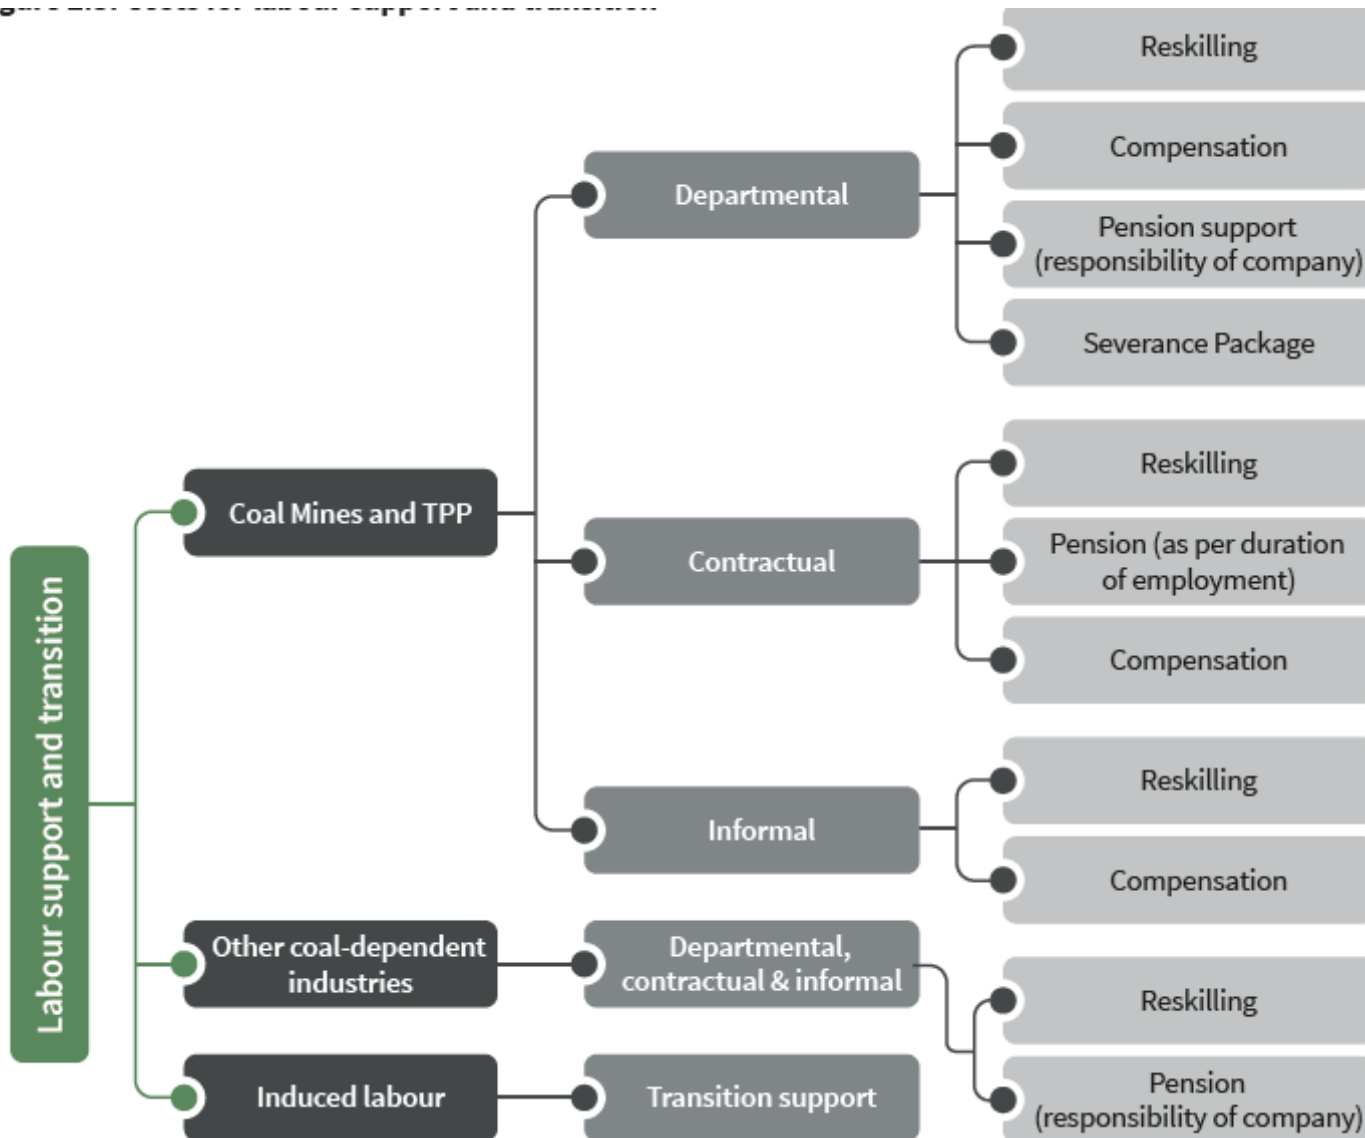 Labour support and transition
Coal Mines and TPP
Departmental
Reskilling
Compensation
Pension support
(responsibility of company)
Severance Package
Contractual
Reskilling
Pension (as per duration
of employment)
Compensation
Informal
Reskilling
Compensation
Other coal-dependent
industries
Departmental,
contractual & informal
Reskilling
Pension
(responsibility of company)
Induced labour
Transition support